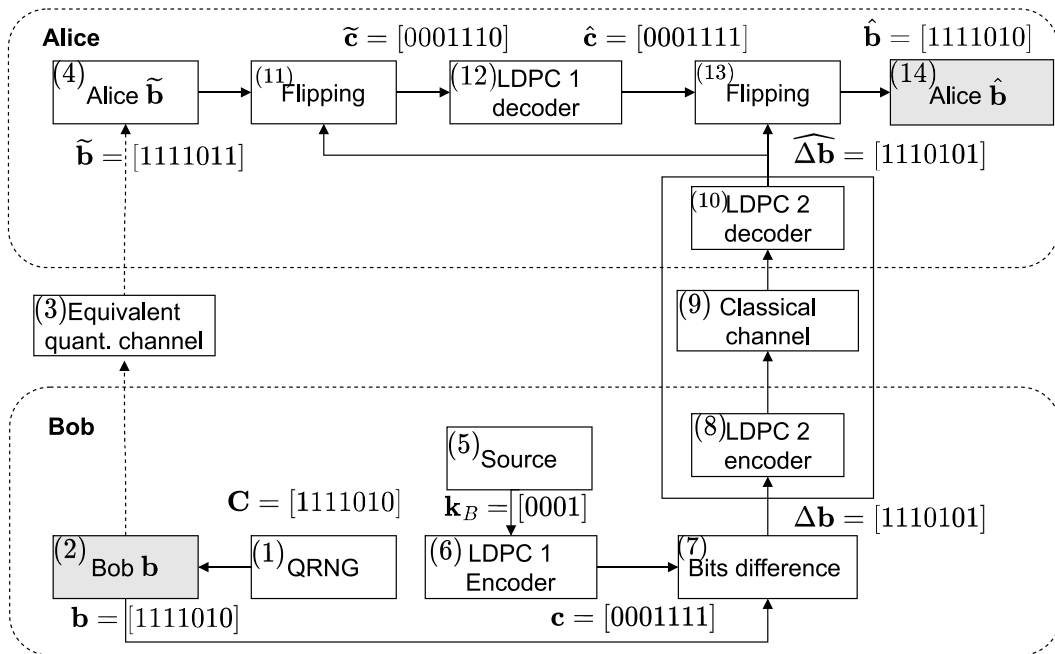 Alice
c̃ = [0001110]
ĉ = [0001111]
b̂ = [1111010]
(4) Alice b̃
(11) Flipping
(12) LDPC 1
decoder
(13) Flipping
(14) Alice b̂
b̃ = [1111011]
Δb̂ = [1110101]
(10) LDPC 2
decoder
(3) Equivalent
quant. channel
(9) Classical
channel
Bob
(5) Source
(8) LDPC 2
encoder
C = [1111010]
k_B = [0001]
Δb = [1110101]
(2) Bob b
(1) QRNG
(6) LDPC 1
Encoder
(7) Bits difference
b = [1111010]
c = [0001111]